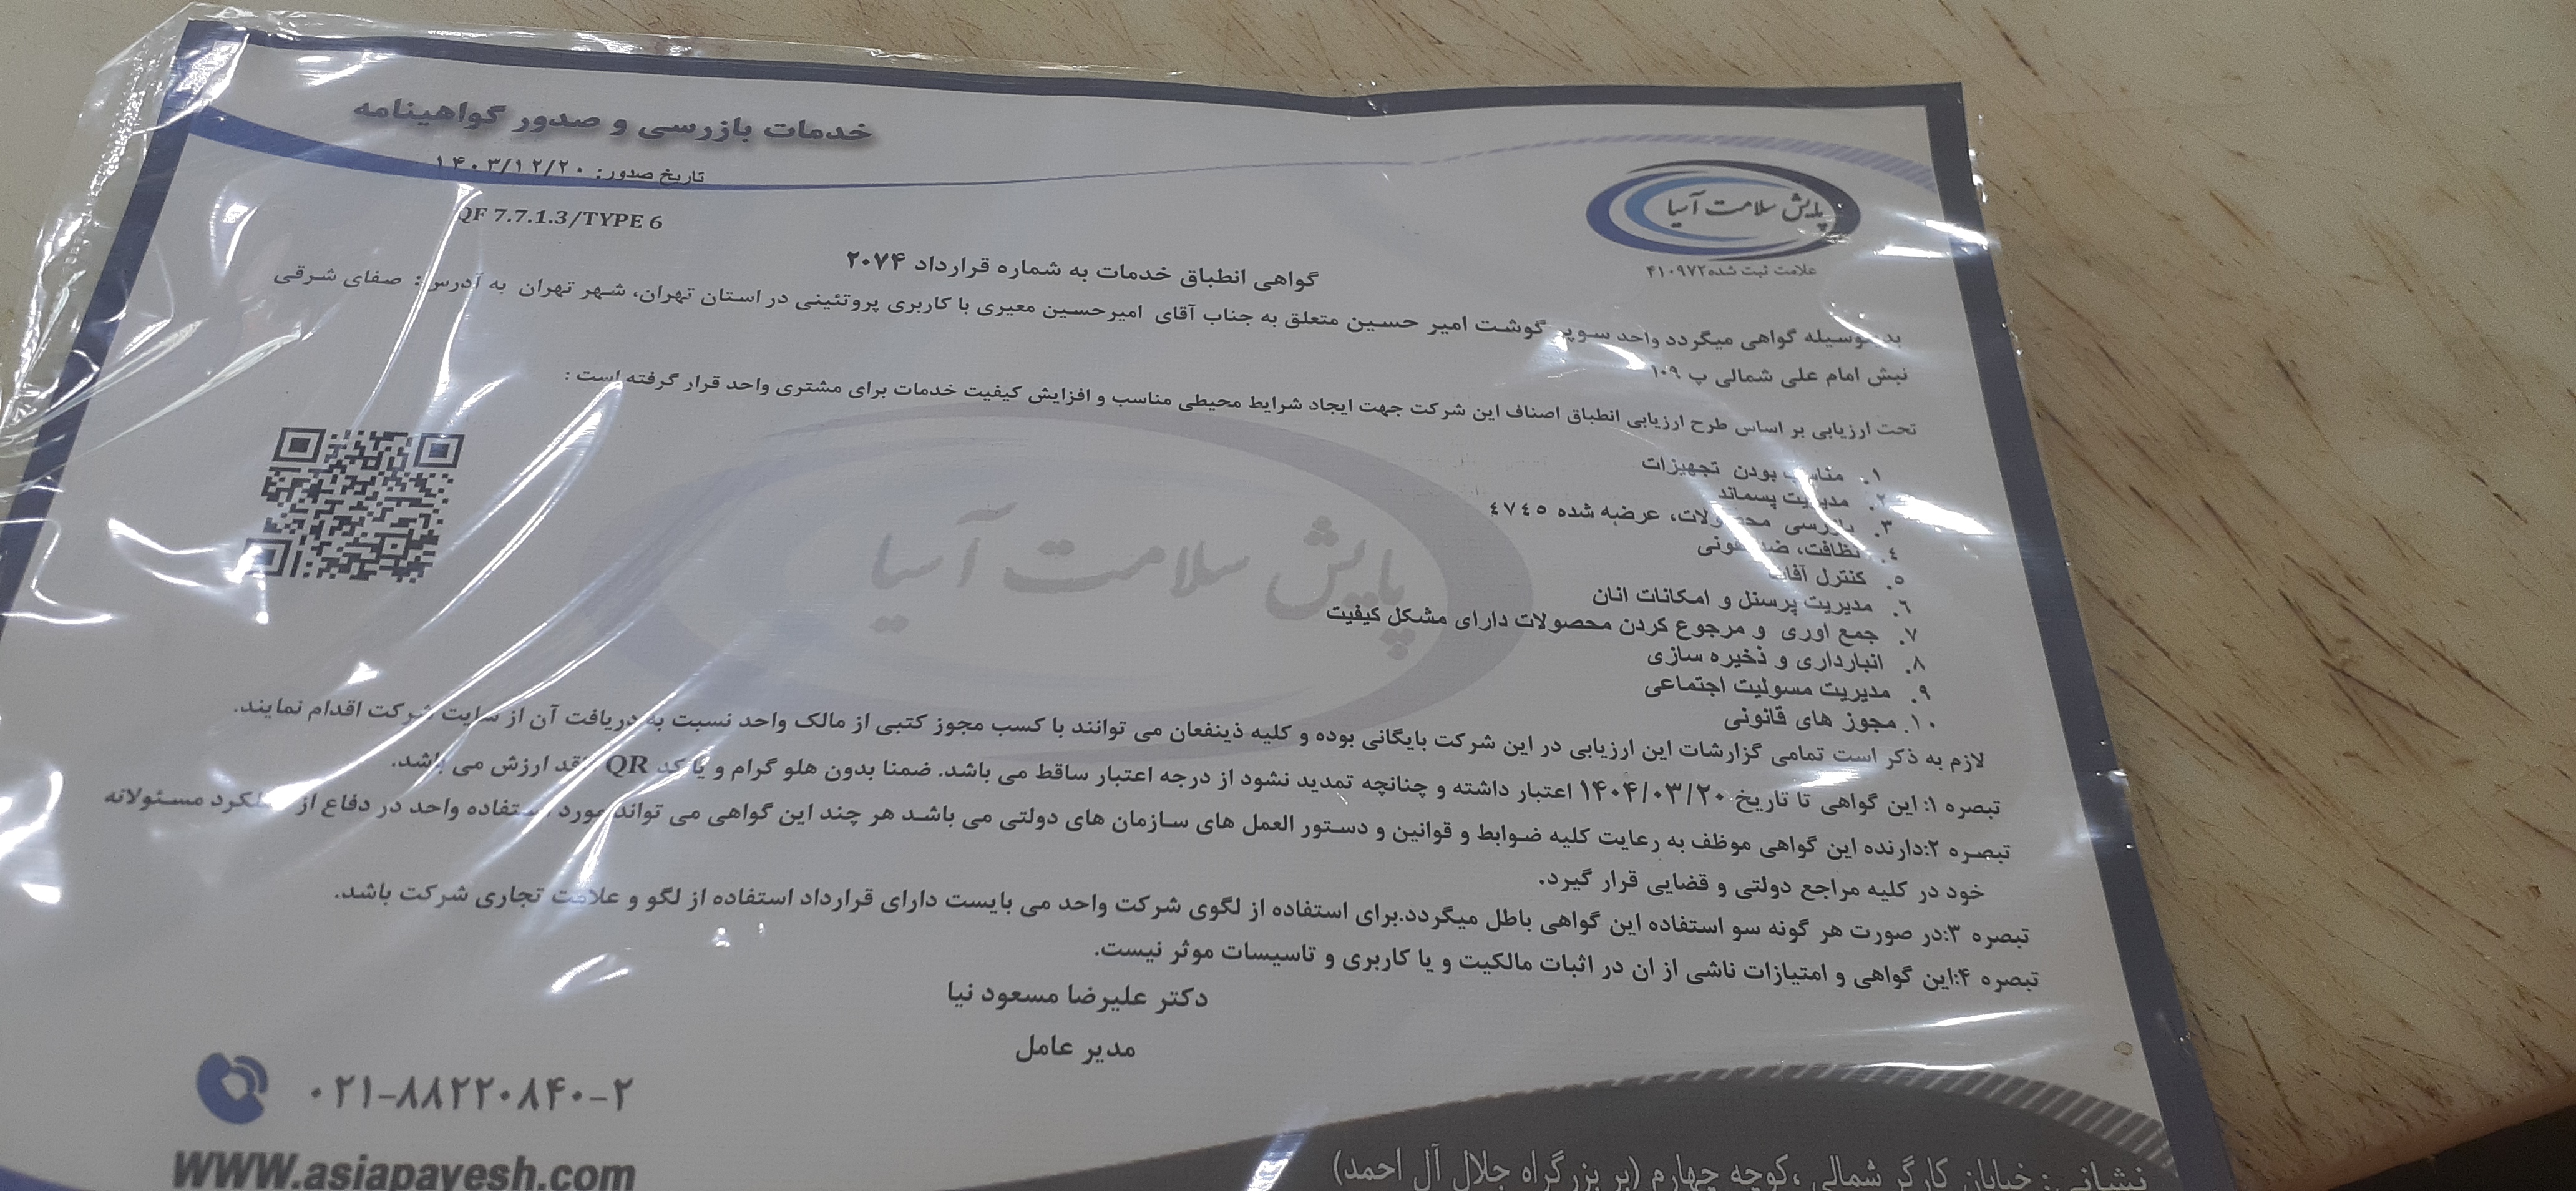 خدمات بازرسی و صدور گواهینامه
تاریخ صدور: ۱۴۰۳/۱۲/۲۰
QF 7.7.1.3/TYPE 6
پایش سلامت آسیا
علامت ثبت شده ۴۱۰۹۷۲
گواهی انطباق خدمات به شماره قرارداد ۲۰۷۴
بدینوسیله گواهی میگردد واحد سوپر گوشت امیر حسین متعلق به جناب آقای امیرحسین معیری با کاربری پروتئینی در استان تهران، شهر تهران به آدرس: صفای شرقی
نبش امام علی شمالی پ ۱۰۹
تحت ارزیابی بر اساس طرح ارزیابی انطباق اصناف این شرکت جهت ایجاد شرایط محیطی مناسب و افزایش کیفیت خدمات برای مشتری واحد قرار گرفته است :
۱. مناسب بودن تجهیزات
۲. مدیریت پسماند
۳. بازرسی محصولات، عرضه شده ٤٧٤٥
٤. نظافت، ضدعفونی
٥. کنترل آفات
٦. مدیریت پرسنل و امکانات انان
۷. جمع اوری و مرجوع کردن محصولات دارای مشکل کیفیت
۸. انبارداری و ذخیره سازی
۹. مدیریت مسولیت اجتماعی
۱۰. مجوز های قانونی
پایش سلامت آسیا
لازم به ذکر است تمامی گزارشات این ارزیابی در این شرکت بایگانی بوده و کلیه ذینفعان می توانند با کسب مجوز کتبی از مالک واحد نسبت به دریافت آن از سایت شرکت اقدام نمایند.
تبصره ۱: این گواهی تا تاریخ ۱۴۰۴/۰۳/۲۰ اعتبار داشته و چنانچه تمدید نشود از درجه اعتبار ساقط می باشد. ضمنا بدون هلو گرام و یا کد QR فاقد ارزش می باشد.
تبصره ۲:دارنده این گواهی موظف به رعایت کلیه ضوابط و قوانین و دستور العمل های سازمان های دولتی می باشد هر چند این گواهی می تواند مورد استفاده واحد در دفاع از عملکرد مسئولانه
خود در کلیه مراجع دولتی و قضایی قرار گیرد.
تبصره ۳:در صورت هر گونه سو استفاده این گواهی باطل میگردد.برای استفاده از لگوی شرکت واحد می بایست دارای قرارداد استفاده از لگو و علامت تجاری شرکت باشد.
تبصره ۴:این گواهی و امتیازات ناشی از ان در اثبات مالکیت و یا کاربری و تاسیسات موثر نیست.
دکتر علیرضا مسعود نیا
مدیر عامل
۰۲۱-۸۸۲۲۰۸۴۰-۲
www.asiapayesh.com
نشانی: خیابان کارگر شمالی ،کوچه چهارم (بر بزرگراه جلال آل احمد)